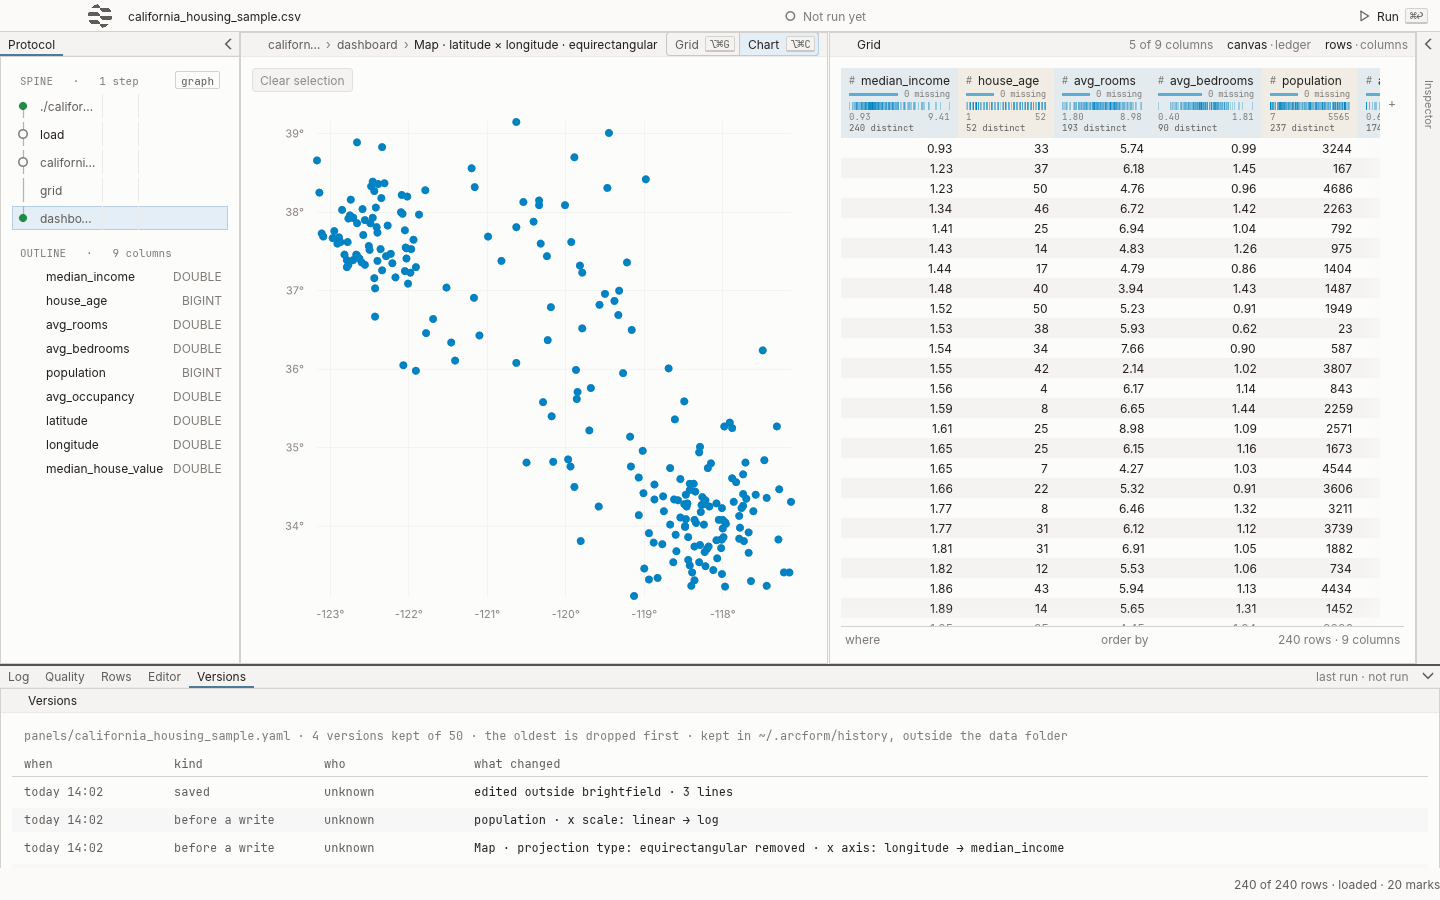 california_housing_sample.csv
Not run yet
Run
Protocol
californ... › dashboard › Map · latitude × longitude · equirectangular
Grid ⌥⌘G
Chart ⌥⌘C
Grid
5 of 9 columns canvas · ledger rows · columns
SPINE · 1 step graph
./califor...
load
californi...
grid
dashbo...
OUTLINE · 9 columns
median_income DOUBLE
house_age BIGINT
avg_rooms DOUBLE
avg_bedrooms DOUBLE
population BIGINT
avg_occupancy DOUBLE
latitude DOUBLE
longitude DOUBLE
median_house_value DOUBLE
Clear selection
39°
38°
37°
36°
35°
34°
-123° -122° -121° -120° -119° -118°
# median_income # house_age # avg_rooms # avg_bedrooms # population #
0 missing 0 missing 0 missing 0 missing 0 missing
0.93 9.41 1 52 1.80 8.98 0.40 1.81 7 5565
240 distinct 52 distinct 193 distinct 90 distinct 237 distinct 174
+
0.93 33 5.74 0.99 3244
1.23 37 6.18 1.45 167
1.23 50 4.76 0.96 4686
1.34 46 6.72 1.42 2263
1.41 25 6.94 1.04 792
1.43 14 4.83 1.26 975
1.44 17 4.79 0.86 1404
1.48 40 3.94 1.43 1487
1.52 50 5.23 0.91 1949
1.53 38 5.93 0.62 23
1.54 34 7.66 0.90 587
1.55 42 2.14 1.02 3807
1.56 4 6.17 1.14 843
1.59 8 6.65 1.44 2259
1.61 25 8.98 1.09 2571
1.65 25 6.15 1.16 1673
1.65 7 4.27 1.03 4544
1.66 22 5.32 0.91 3606
1.77 8 6.46 1.32 3211
1.77 31 6.12 1.12 3739
1.81 31 6.91 1.05 1882
1.82 12 5.53 1.06 734
1.86 43 5.94 1.13 4434
1.89 14 5.65 1.31 1452
where order by 240 rows · 9 columns
Inspector
Log Quality Rows Editor Versions
last run · not run
Versions
panels/california_housing_sample.yaml · 4 versions kept of 50 · the oldest is dropped first · kept in ~/.arcform/history, outside the data folder
when kind who what changed
today 14:02 saved unknown edited outside brightfield · 3 lines
today 14:02 before a write unknown population · x scale: linear → log
today 14:02 before a write unknown Map · projection type: equirectangular removed · x axis: longitude → median_income
240 of 240 rows · loaded · 20 marks